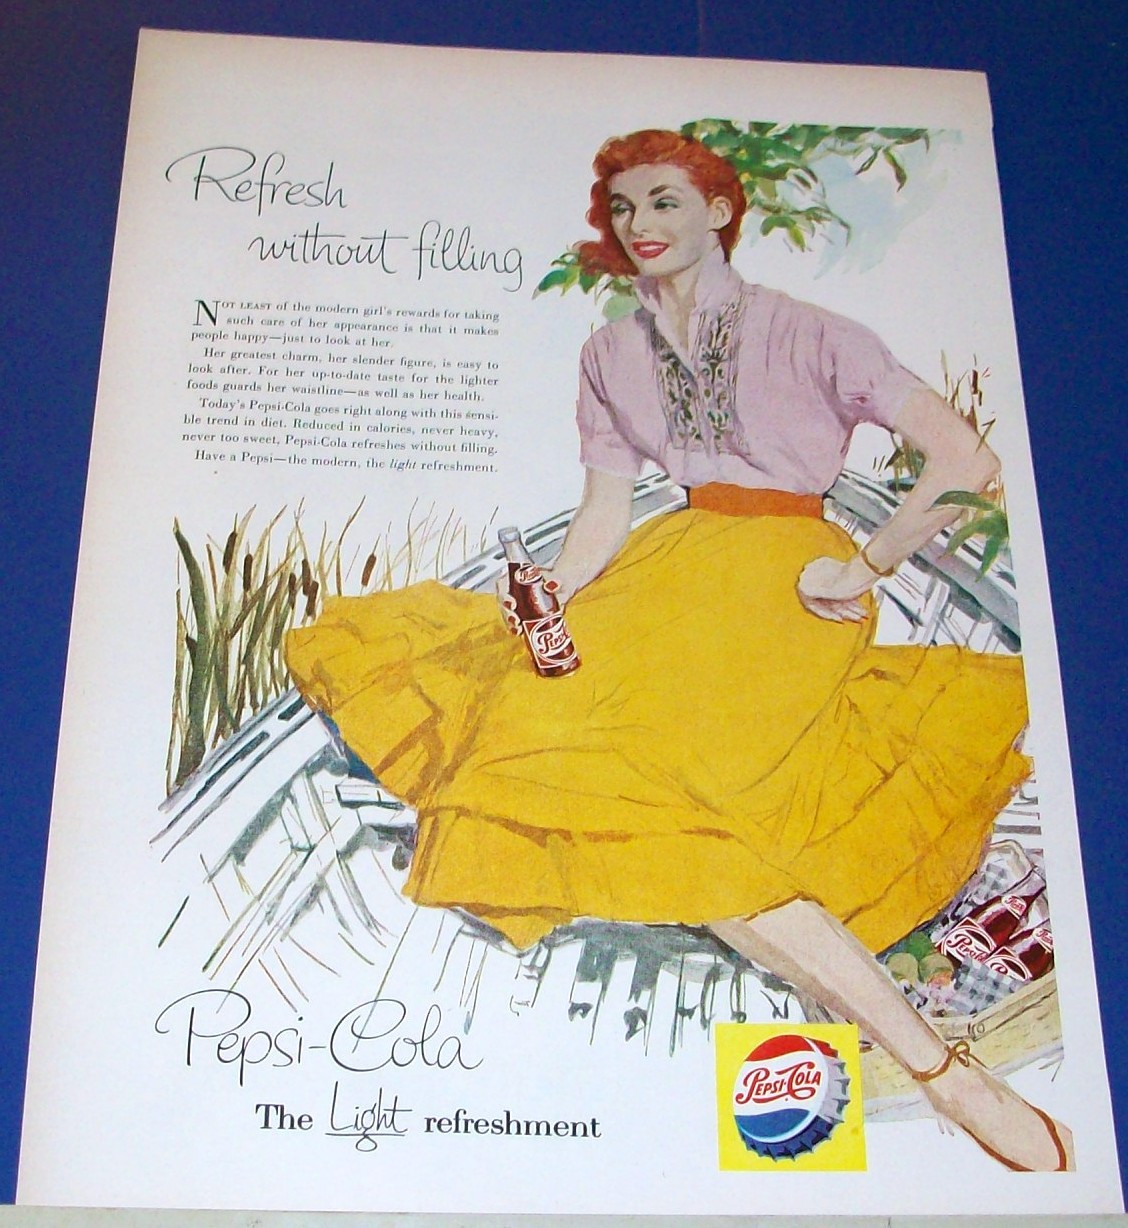 Refresh
without filling
NOT LEAST of the modern girl's rewards for taking
such care of her appearance is that it makes
people happy—just to look at her.
Her greatest charm, her slender figure, is easy to
look after. For her up-to-date taste for the lighter
foods guards her waistline—as well as her health.
Today's Pepsi-Cola goes right along with this sensi-
ble trend in diet. Reduced in calories, never heavy,
never too sweet, Pepsi-Cola refreshes without filling.
Have a Pepsi—the modern, the light refreshment.
Pepsi-Cola
The Light refreshment
PEPSI-COLA